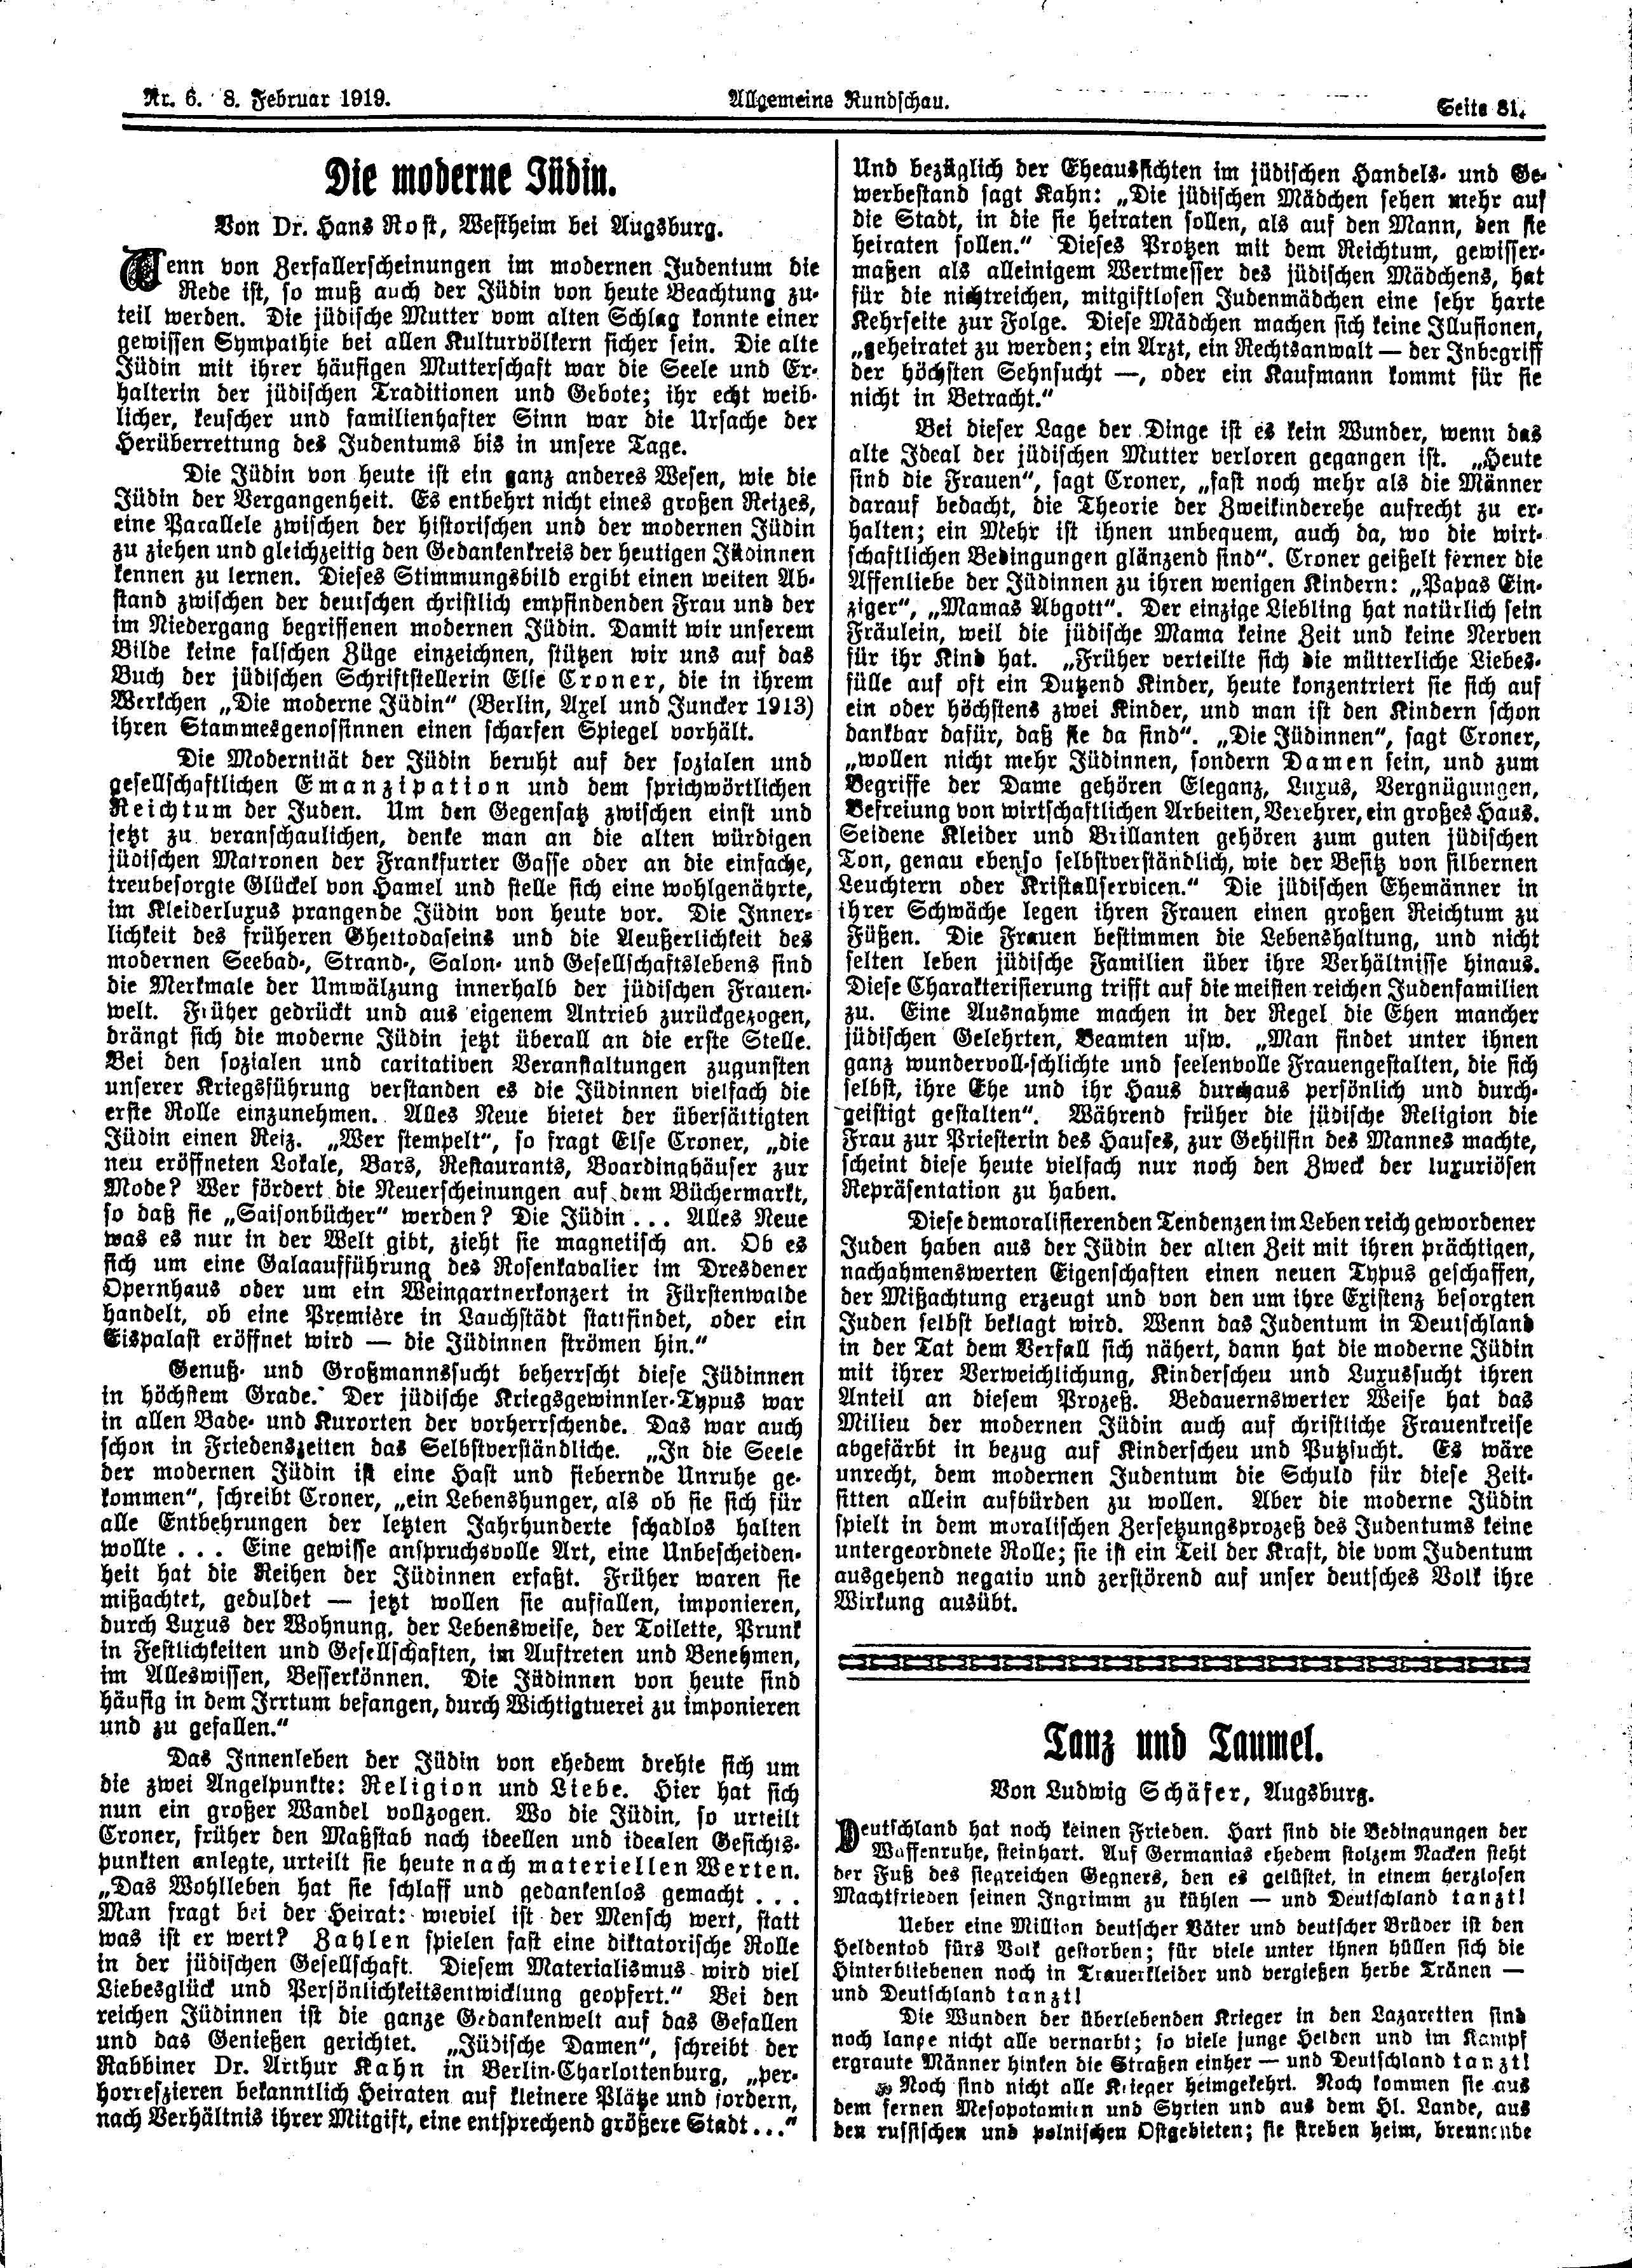 Nr. 6. 8. Februar 1919.
Allgemeine Rundschau.
Seite 81.
Die moderne Jüdin.
Von Dr. Hans Rost, Westheim bei Augsburg.
Wenn von Zerfallerscheinungen im modernen Judentum die
Rede ist, so muß auch der Jüdin von heute Beachtung zu-
teil werden. Die jüdische Mutter vom alten Schlag konnte einer
gewissen Sympathie bei allen Kulturvölkern sicher sein. Die alte
Jüdin mit ihrer häufigen Mutterschaft war die Seele und Er-
halterin der jüdischen Traditionen und Gebote; ihr echt weib-
licher, keuscher und familienhafter Sinn war die Ursache der
Herüberrettung des Judentums bis in unsere Tage.
Die Jüdin von heute ist ein ganz anderes Wesen, wie die
Jüdin der Vergangenheit. Es entbehrt nicht eines großen Reizes,
eine Parallele zwischen der historischen und der modernen Jüdin
zu ziehen und gleichzeitig den Gedankenkreis der heutigen Jüdinnen
kennen zu lernen. Dieses Stimmungsbild ergibt einen weiten Ab-
stand zwischen der deutschen christlich empfindenden Frau und der
im Niedergang begriffenen modernen Jüdin. Damit wir unserem
Bilde keine falschen Züge einzeichnen, stützen wir uns auf das
Buch der jüdischen Schriftstellerin Else Croner, die in ihrem
Werkchen „Die moderne Jüdin“ (Berlin, Axel und Juncker 1913)
ihren Stammesgenossinnen einen scharfen Spiegel vorhält.
Die Modernität der Jüdin beruht auf der sozialen und
gesellschaftlichen Emanzipation und dem sprichwörtlichen
Reichtum der Juden. Um den Gegensatz zwischen einst und
jetzt zu veranschaulichen, denke man an die alten würdigen
jüdischen Matronen der Frankfurter Gasse oder an die einfache,
treubesorgte Glückel von Hamel und stelle sich eine wohlgenährte,
im Kleiderluxus prangende Jüdin von heute vor. Die Inner-
lichkeit des früheren Ghettodaseins und die Aeußerlichkeit des
modernen Seebad-, Strand-, Salon- und Gesellschaftslebens sind
die Merkmale der Umwälzung innerhalb der jüdischen Frauen-
welt. Früher gedrückt und aus eigenem Antrieb zurückgezogen,
drängt sich die moderne Jüdin jetzt überall an die erste Stelle.
Bei den sozialen und caritativen Veranstaltungen zugunsten
unserer Kriegsführung verstanden es die Jüdinnen vielfach die
erste Rolle einzunehmen. Alles Neue bietet der übersättigten
Jüdin einen Reiz. „Wer stempelt“, so fragt Else Croner, „die
neu eröffneten Lokale, Bars, Restaurants, Boardinghäuser zur
Mode? Wer fördert die Neuerscheinungen auf dem Büchermarkt,
so daß sie „Saisonbücher“ werden? Die Jüdin... Alles Neue
was es nur in der Welt gibt, zieht sie magnetisch an. Ob es
sich um eine Galaaufführung des Rosenkavalier im Dresdener
Opernhaus oder um ein Weingartnerkonzert in Fürstenwalde
handelt, ob eine Première in Lauchstädt stattfindet, oder ein
Eispalast eröffnet wird — die Jüdinnen strömen hin.“
Genuß- und Großmannssucht beherrscht diese Jüdinnen
in höchstem Grade. Der jüdische Kriegsgewinnler-Typus war
in allen Bade- und Kurorten der vorherrschende. Das war auch
schon in Friedenszeiten das Selbstverständliche. „In die Seele
der modernen Jüdin ist eine Hast und fiebernde Unruhe ge-
kommen“, schreibt Croner, „ein Lebenshunger, als ob sie sich für
alle Entbehrungen der letzten Jahrhunderte schadlos halten
wollte ... Eine gewisse anspruchsvolle Art, eine Unbescheiden-
heit hat die Reihen der Jüdinnen erfaßt. Früher waren sie
mißachtet, geduldet — jetzt wollen sie auffallen, imponieren,
durch Luxus der Wohnung, der Lebensweise, der Toilette, Prunk
in Festlichkeiten und Gesellschaften, im Auftreten und Benehmen,
im Alleswissen, Besserkönnen. Die Jüdinnen von heute sind
häufig in dem Irrtum befangen, durch Wichtigtuerei zu imponieren
und zu gefallen.“
Das Innenleben der Jüdin von ehedem drehte sich um
die zwei Angelpunkte: Religion und Liebe. Hier hat sich
nun ein großer Wandel vollzogen. Wo die Jüdin, so urteilt
Croner, früher den Maßstab nach ideellen und idealen Gesichts-
punkten anlegte, urteilt sie heute nach materiellen Werten.
„Das Wohlleben hat sie schlaff und gedankenlos gemacht ...
Man fragt bei der Heirat: wieviel ist der Mensch wert, statt
was ist er wert? Zahlen spielen fast eine diktatorische Rolle
in der jüdischen Gesellschaft. Diesem Materialismus wird viel
Liebesglück und Persönlichkeitsentwicklung geopfert.“ Bei den
reichen Jüdinnen ist die ganze Gedankenwelt auf das Gefallen
und das Genießen gerichtet. „Jüdische Damen“, schreibt der
Rabbiner Dr. Arthur Kahn in Berlin-Charlottenburg, „per-
horreszieren bekanntlich Heiraten auf kleinere Plätze und fordern,
nach Verhältnis ihrer Mitgift, eine entsprechend größere Stadt ...“
Und bezüglich der Eheaussichten im jüdischen Handels- und Ge-
werbestand sagt Kahn: „Die jüdischen Mädchen sehen mehr auf
die Stadt, in die sie heiraten sollen, als auf den Mann, den sie
heiraten sollen.“ Dieses Protzen mit dem Reichtum, gewisser-
maßen als alleinigem Wertmesser des jüdischen Mädchens, hat
für die nichtreichen, mitgiftlosen Judenmädchen eine sehr harte
Kehrseite zur Folge. Diese Mädchen machen sich keine Illusionen,
„geheiratet zu werden; ein Arzt, ein Rechtsanwalt — der Inbegriff
der höchsten Sehnsucht —, oder ein Kaufmann kommt für sie
nicht in Betracht.“
Bei dieser Lage der Dinge ist es kein Wunder, wenn das
alte Ideal der jüdischen Mutter verloren gegangen ist. „Heute
sind die Frauen“, sagt Croner, „fast noch mehr als die Männer
darauf bedacht, die Theorie der Zweikinderehe aufrecht zu er-
halten; ein Mehr ist ihnen unbequem, auch da, wo die wirt-
schaftlichen Bedingungen glänzend sind“. Croner geißelt ferner die
Affenliebe der Jüdinnen zu ihren wenigen Kindern: „Papas Ein-
ziger“, „Mamas Abgott“. Der einzige Liebling hat natürlich sein
Fräulein, weil die jüdische Mama keine Zeit und keine Nerven
für ihr Kind hat. „Früher verteilte sich die mütterliche Liebes-
fülle auf oft ein Dutzend Kinder, heute konzentriert sie sich auf
ein oder höchstens zwei Kinder, und man ist den Kindern schon
dankbar dafür, daß sie da sind“. „Die Jüdinnen“, sagt Croner,
„wollen nicht mehr Jüdinnen, sondern Damen sein, und zum
Begriffe der Dame gehören Eleganz, Luxus, Vergnügungen,
Befreiung von wirtschaftlichen Arbeiten, Verehrer, ein großes Haus.
Seidene Kleider und Brillanten gehören zum guten jüdischen
Ton, genau ebenso selbstverständlich, wie der Besitz von silbernen
Leuchtern oder Kristallservicen.“ Die jüdischen Ehemänner in
ihrer Schwäche legen ihren Frauen einen großen Reichtum zu
Füßen. Die Frauen bestimmen die Lebenshaltung, und nicht
selten leben jüdische Familien über ihre Verhältnisse hinaus.
Diese Charakterisierung trifft auf die meisten reichen Judenfamilien
zu. Eine Ausnahme machen in der Regel die Ehen mancher
jüdischen Gelehrten, Beamten usw. „Man findet unter ihnen
ganz wundervoll-schlichte und seelenvolle Frauengestalten, die sich
selbst, ihre Ehe und ihr Haus durchaus persönlich und durch-
geistigt gestalten“. Während früher die jüdische Religion die
Frau zur Priesterin des Hauses, zur Gehilfin des Mannes machte,
scheint diese heute vielfach nur noch den Zweck der luxuriösen
Repräsentation zu haben.
Diese demoralisierenden Tendenzen im Leben reich gewordener
Juden haben aus der Jüdin der alten Zeit mit ihren prächtigen,
nachahmenswerten Eigenschaften einen neuen Typus geschaffen,
der Mißachtung erzeugt und von den um ihre Existenz besorgten
Juden selbst beklagt wird. Wenn das Judentum in Deutschland
in der Tat dem Verfall sich nähert, dann hat die moderne Jüdin
mit ihrer Verweichlichung, Kinderscheu und Luxussucht ihren
Anteil an diesem Prozeß. Bedauernswerter Weise hat das
Milieu der modernen Jüdin auch auf christliche Frauenkreise
abgefärbt in bezug auf Kinderscheu und Putzsucht. Es wäre
unrecht, dem modernen Judentum die Schuld für diese Zeit-
sitten allein aufbürden zu wollen. Aber die moderne Jüdin
spielt in dem moralischen Zersetzungsprozeß des Judentums keine
untergeordnete Rolle; sie ist ein Teil der Kraft, die vom Judentum
ausgehend negativ und zerstörend auf unser deutsches Volk ihre
Wirkung ausübt.
Tanz und Taumel.
Von Ludwig Schäfer, Augsburg.
Deutschland hat noch keinen Frieden. Hart sind die Bedingungen der
Waffenruhe, steinhart. Auf Germanias ehedem stolzem Nacken steht
der Fuß des siegreichen Gegners, den es gelüstet, in einem herzlosen
Machtfrieden seinen Ingrimm zu kühlen — und Deutschland tanzt!
Ueber eine Million deutscher Väter und deutscher Brüder ist den
Heldentod fürs Volk gestorben; für viele unter ihnen hüllen sich die
Hinterbliebenen noch in Trauerkleider und vergießen herbe Tränen —
und Deutschland tanzt!
Die Wunden der überlebenden Krieger in den Lazaretten sind
noch lange nicht alle vernarbt; so viele junge Helden und im Kampf
ergraute Männer hinken die Straßen einher — und Deutschland tanzt!
Noch sind nicht alle Krieger heimgekehrt. Noch kommen sie aus
dem fernen Mesopotamien und Syrien und aus dem Hl. Lande, aus
den russischen und polnischen Ostgebieten; sie streben heim, brennende